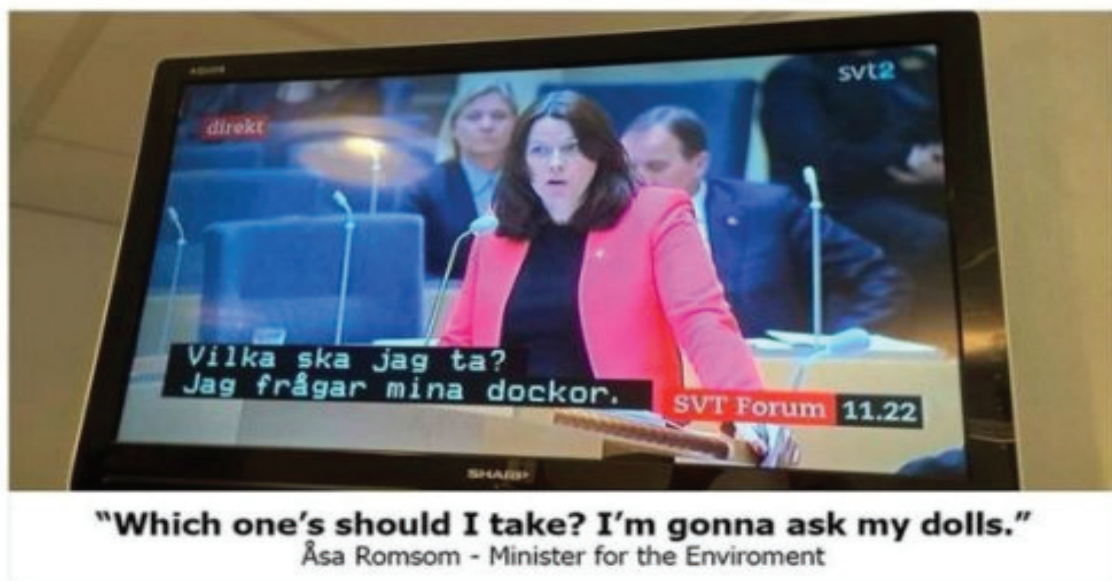 AQUOS
svt2
direkt
Vilka ska jag ta?
Jag frågar mina dockor.
SVT Forum 11.22
SHARP
“Which one’s should I take? I’m gonna ask my dolls.”
Åsa Romsom - Minister for the Enviroment